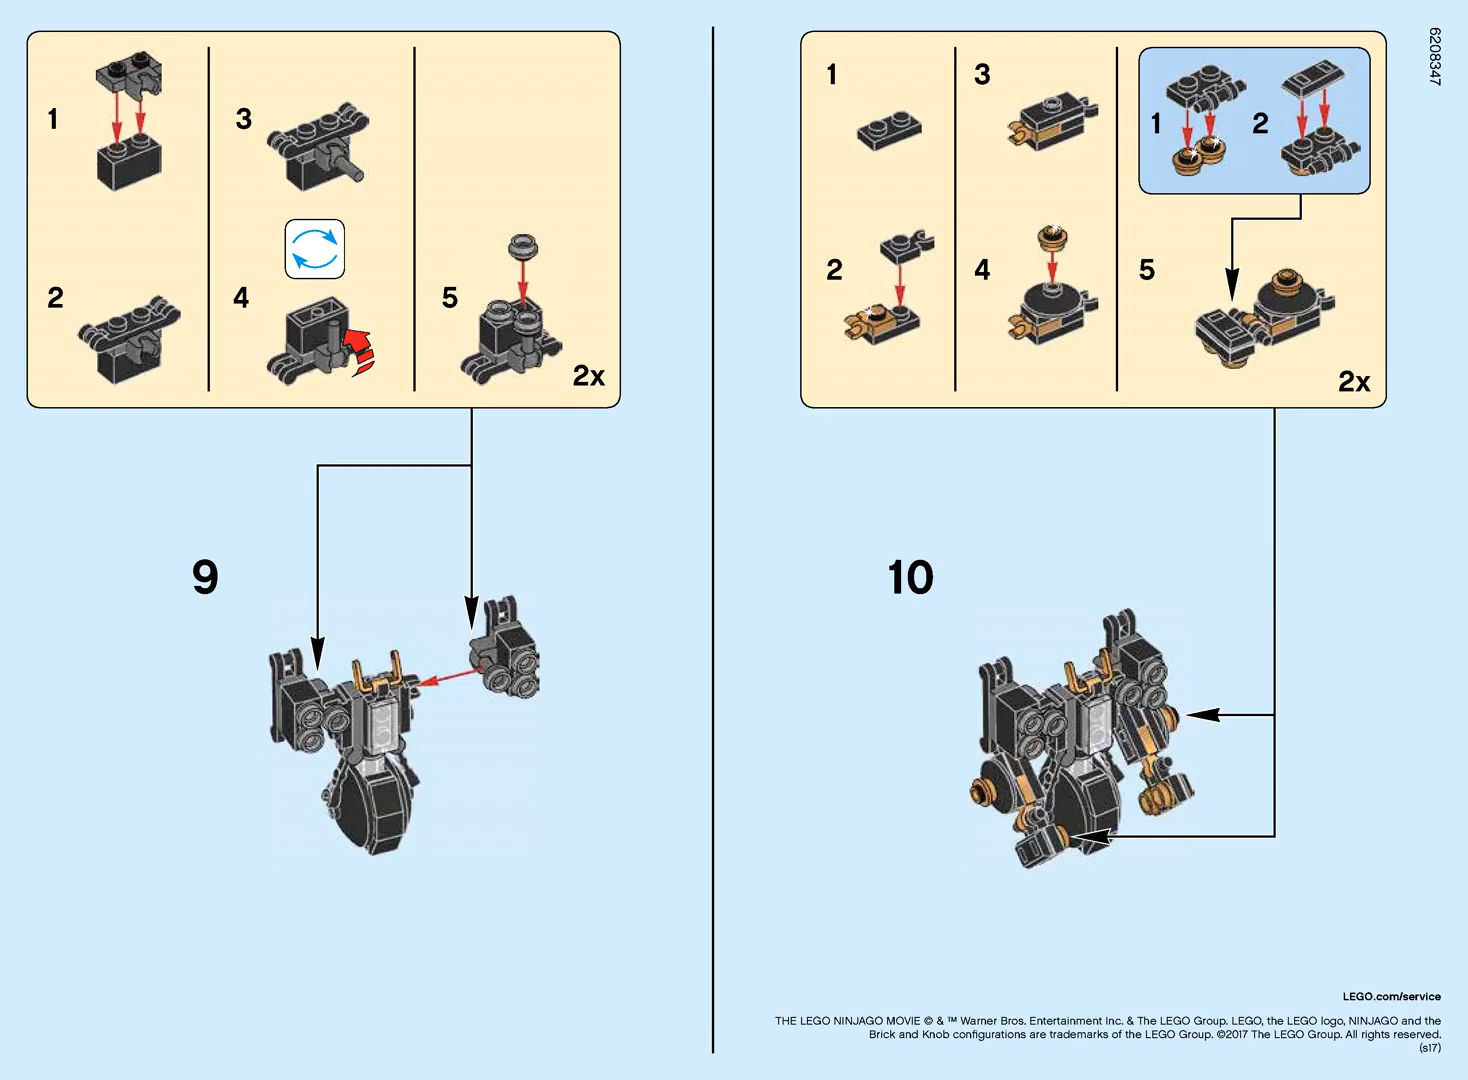 1
2
3
4
5
2x
9
1
2
3
4
1
2
5
2x
10
6208347
LEGO.com/service
THE LEGO NINJAGO MOVIE © & ™ Warner Bros. Entertainment Inc. & The LEGO Group. LEGO, the LEGO logo, NINJAGO and the
Brick and Knob configurations are trademarks of the LEGO Group. ©2017 The LEGO Group. All rights reserved.
(s17)